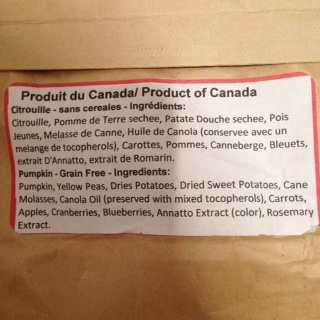 Produit du Canada/ Product of Canada
Citrouille - sans cereales - Ingrédients:
Citrouille, Pomme de Terre sechee, Patate Douche sechee, Pois
Jeunes, Melasse de Canne, Huile de Canola (conservee avec un
melange de tocopherols), Carottes, Pommes, Canneberge, Bleuets,
extrait D'Annatto, extrait de Romarin.
Pumpkin - Grain Free - Ingredients:
Pumpkin, Yellow Peas, Dries Potatoes, Dried Sweet Potatoes, Cane
Molasses, Canola Oil (preserved with mixed tocopherols), Carrots,
Apples, Cranberries, Blueberries, Annatto Extract (color), Rosemary
Extract.